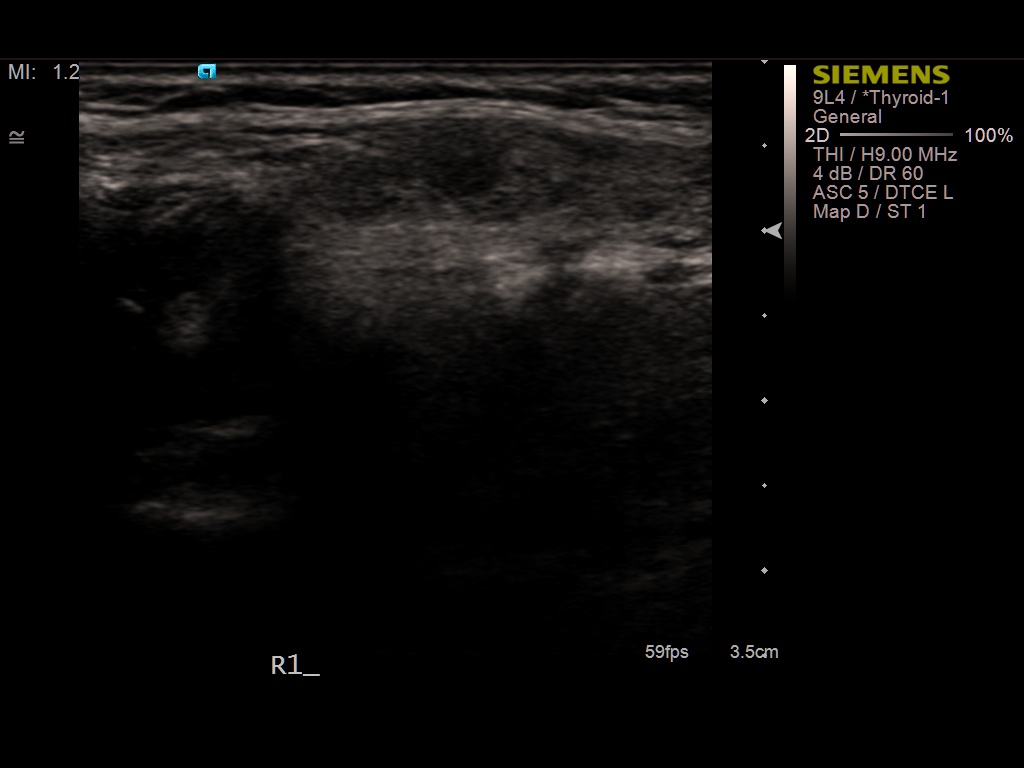 MI: 1.2
SIEMENS
9L4 / *Thyroid-1
General
2D 100%
THI / H9.00 MHz
4 dB / DR 60
ASC 5 / DTCE L
Map D / ST 1
59fps 3.5cm
R1_